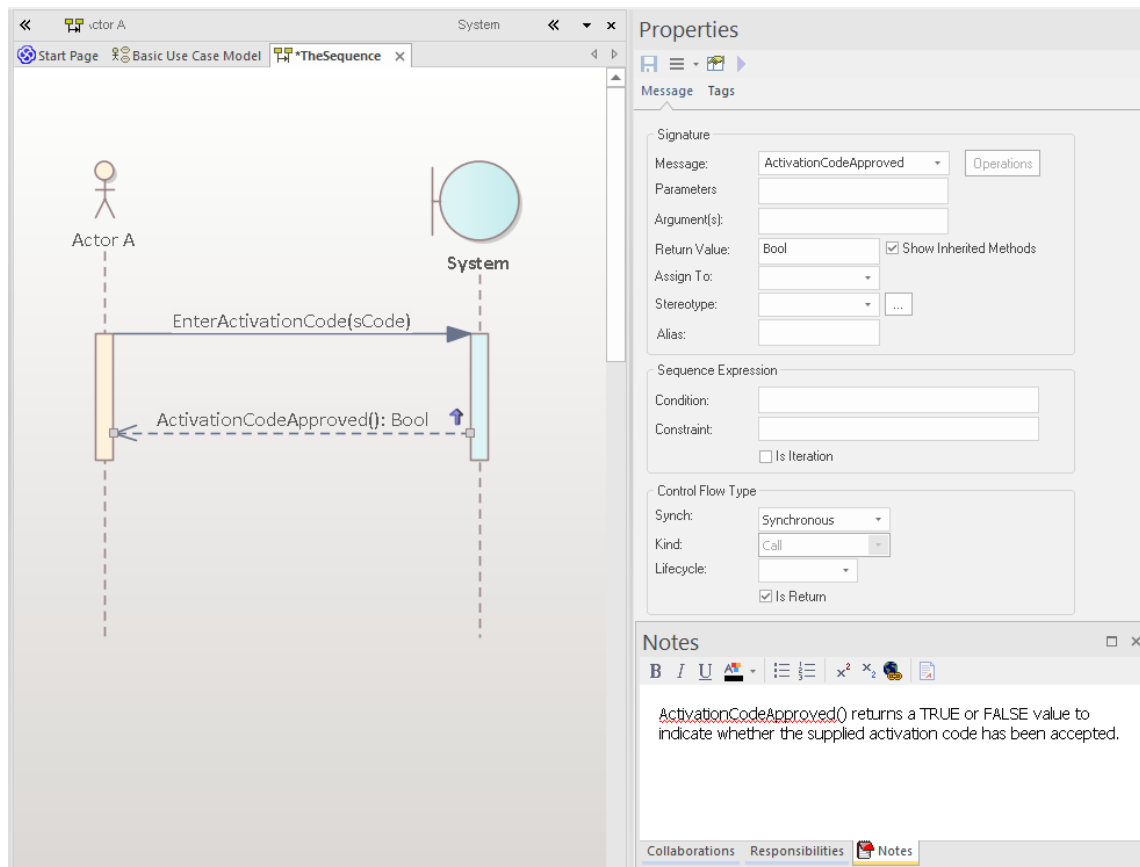 ctor A System
Start Page Basic Use Case Model *TheSequence
Actor A
System
EnterActivationCode(sCode)
ActivationCodeApproved(): Bool
Properties
Message Tags
Signature
Message: ActivationCodeApproved Operations
Parameters
Argument(s):
Return Value: Bool Show Inherited Methods
Assign To:
Stereotype: ...
Alias:
Sequence Expression
Condition:
Constraint:
Is Iteration
Control Flow Type
Synch: Synchronous
Kind: Call
Lifecycle:
Is Return
Notes
B I U A x² x₂
ActivationCodeApproved() returns a TRUE or FALSE value to
indicate whether the supplied activation code has been accepted.
Collaborations Responsibilities Notes